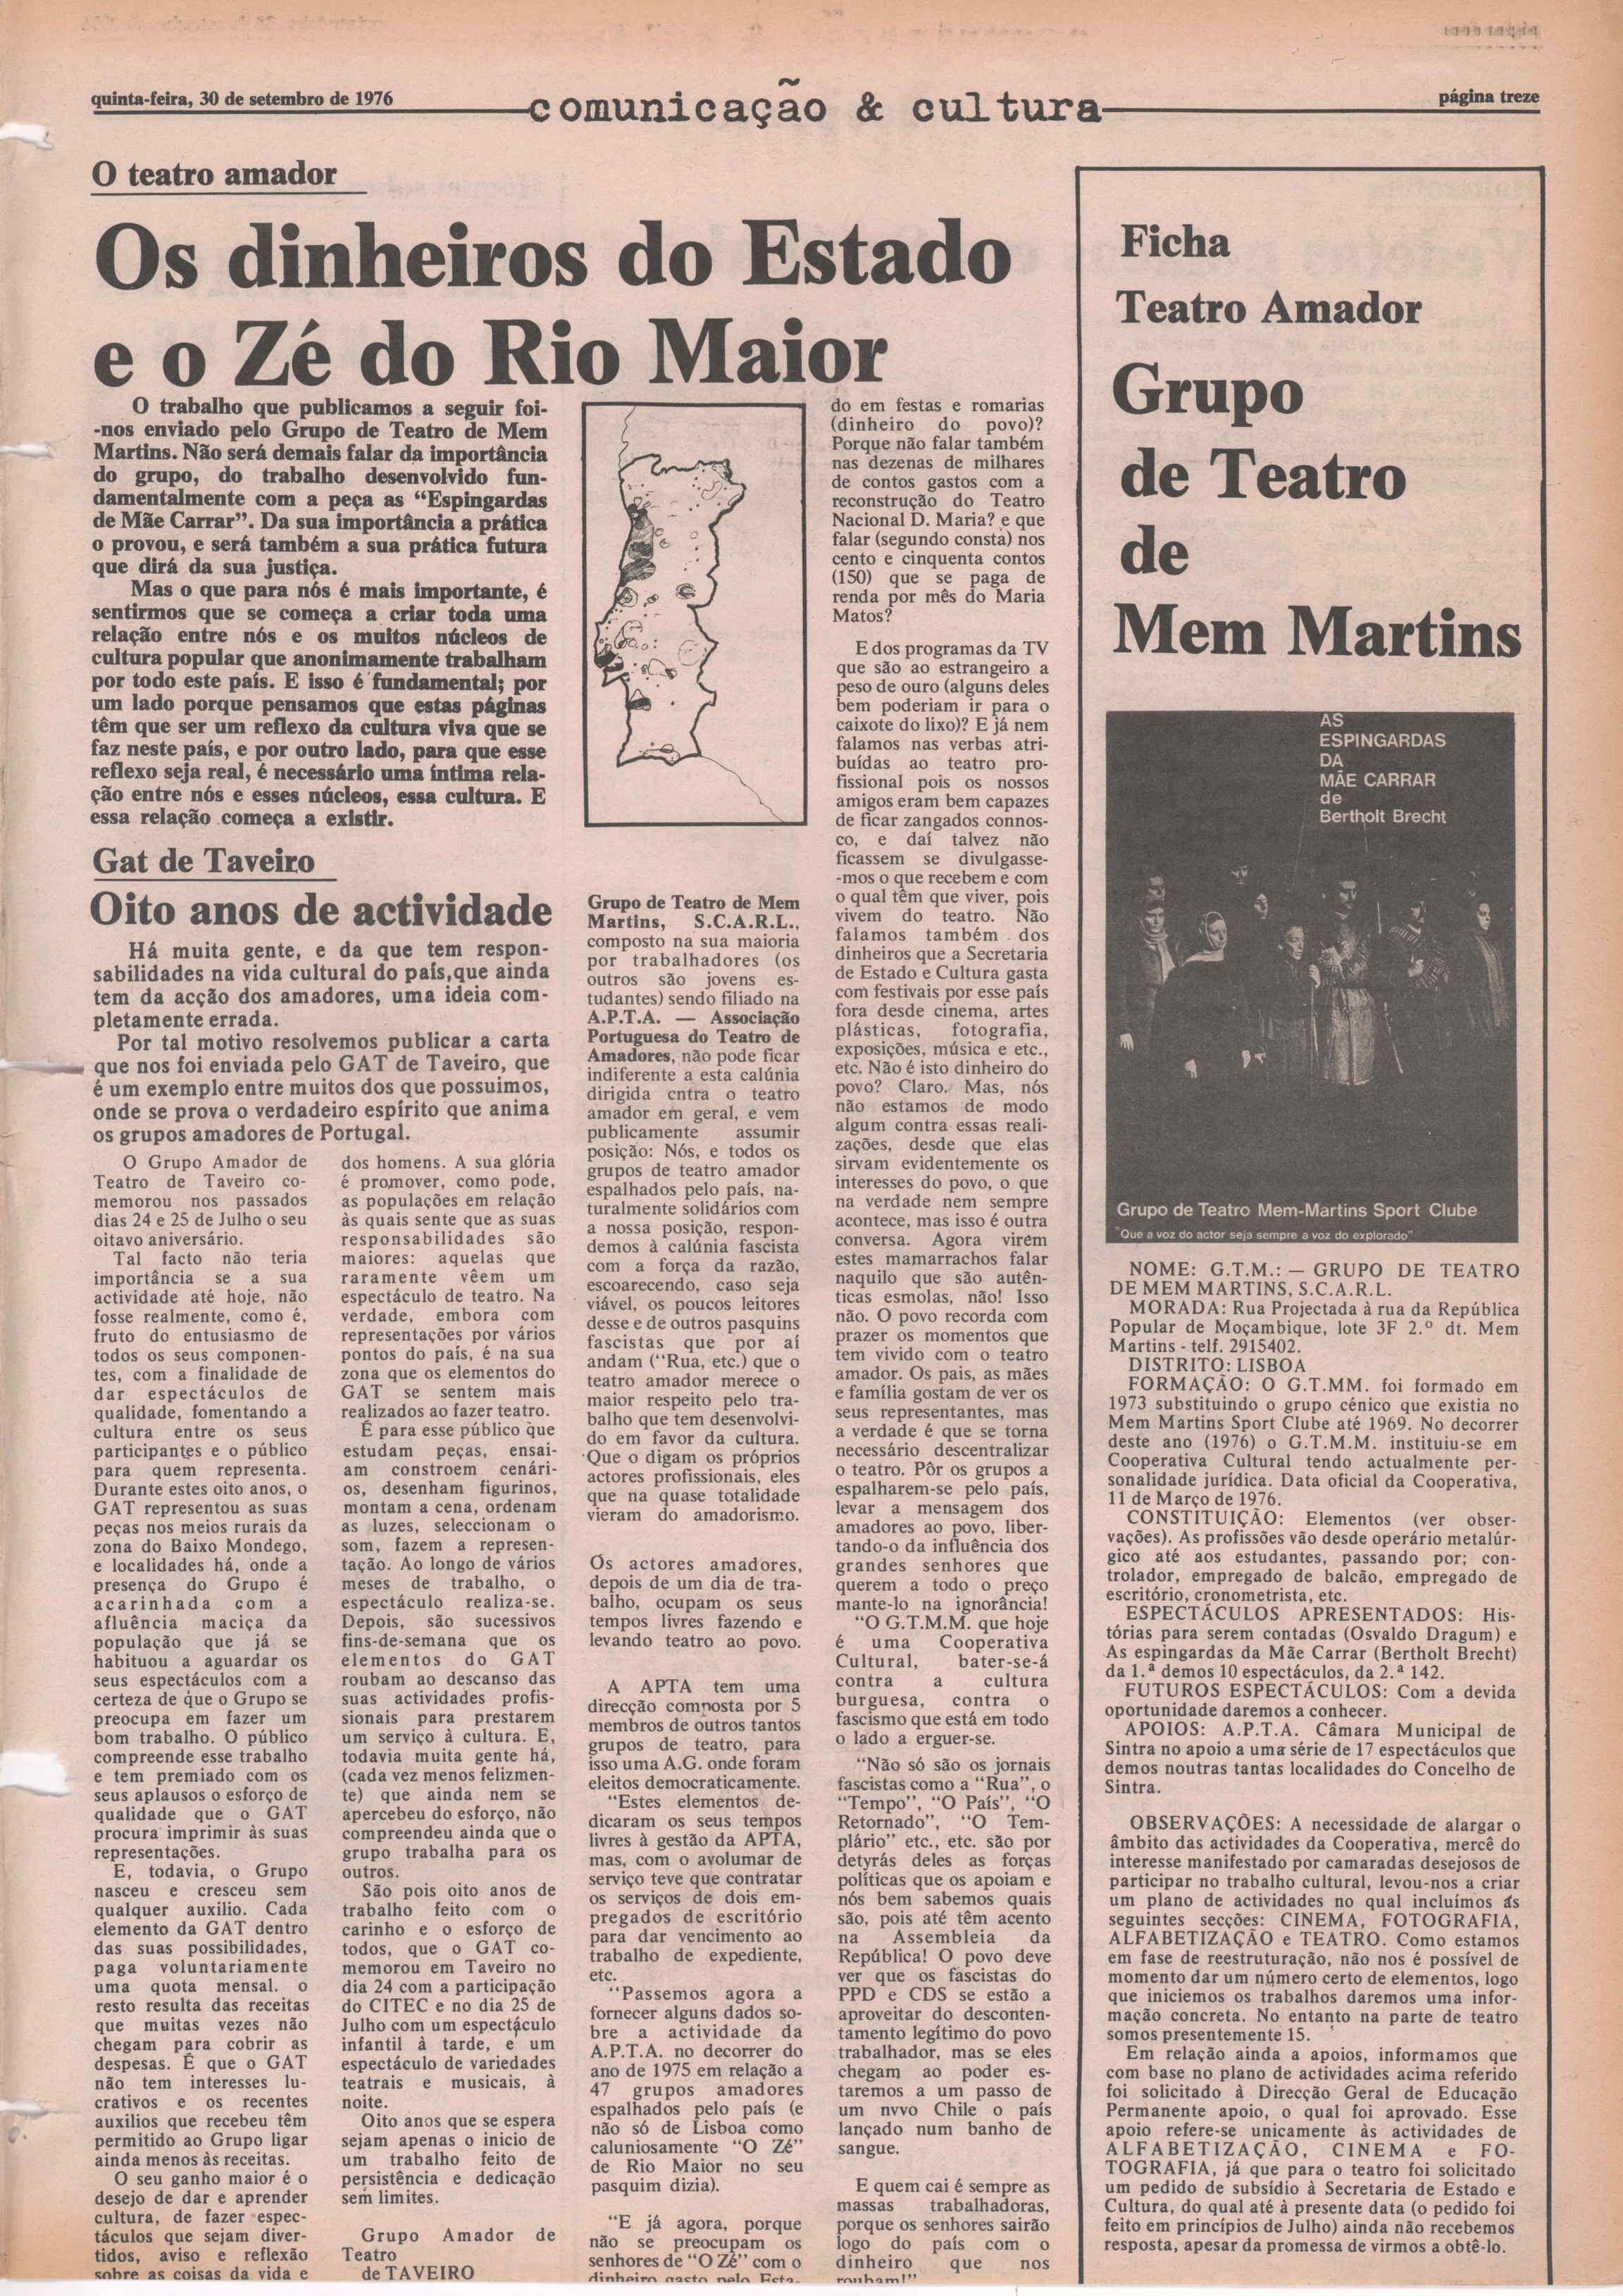 quinta-feira, 30 de setembro de 1976
comunicação & cultura
página treze
O teatro amador
Os dinheiros do Estado
e o Zé do Rio Maior
O trabalho que publicamos a seguir foi-
-nos enviado pelo Grupo de Teatro de Mem
Martins. Não será demais falar da importância
do grupo, do trabalho desenvolvido fun-
damentalmente com a peça as “Espingardas
de Mãe Carrar”. Da sua importância a prática
o provou, e será também a sua prática futura
que dirá da sua justiça.
Mas o que para nós é mais importante, é
sentirmos que se começa a criar toda uma
relação entre nós e os muitos núcleos de
cultura popular que anonimamente trabalham
por todo este país. E isso é fundamental; por
um lado porque pensamos que estas páginas
têm que ser um reflexo da cultura viva que se
faz neste país, e por outro lado, para que esse
reflexo seja real, é necessário uma íntima rela-
ção entre nós e esses núcleos, essa cultura. E
essa relação começa a existir.
Gat de Taveiro
Oito anos de actividade
Há muita gente, e da que tem respon-
sabilidades na vida cultural do país,que ainda
tem da acção dos amadores, uma ideia com-
pletamente errada.
Por tal motivo resolvemos publicar a carta
que nos foi enviada pelo GAT de Taveiro, que
é um exemplo entre muitos dos que possuimos,
onde se prova o verdadeiro espírito que anima
os grupos amadores de Portugal.
O Grupo Amador de
Teatro de Taveiro co-
memorou nos passados
dias 24 e 25 de Julho o seu
oitavo aniversário.
Tal facto não teria
importância se a sua
actividade até hoje, não
fosse realmente, como é,
fruto do entusiasmo de
todos os seus componen-
tes, com a finalidade de
dar espectáculos de
qualidade, fomentando a
cultura entre os seus
participantes e o público
para quem representa.
Durante estes oito anos, o
GAT representou as suas
peças nos meios rurais da
zona do Baixo Mondego,
e localidades há, onde a
presença do Grupo é
acarinhada com a
afluência maciça da
população que já se
habituou a aguardar os
seus espectáculos com a
certeza de que o Grupo se
preocupa em fazer um
bom trabalho. O público
compreende esse trabalho
e tem premiado com os
seus aplausos o esforço de
qualidade que o GAT
procura imprimir às suas
representações.
E, todavia, o Grupo
nasceu e cresceu sem
qualquer auxilio. Cada
elemento da GAT dentro
das suas possibilidades,
paga voluntariamente
uma quota mensal. o
resto resulta das receitas
que muitas vezes não
chegam para cobrir as
despesas. É que o GAT
não tem interesses lu-
crativos e os recentes
auxilios que recebeu têm
permitido ao Grupo ligar
ainda menos às receitas.
O seu ganho maior é o
desejo de dar e aprender
cultura, de fazer espec-
táculos que sejam diver-
tidos, aviso e reflexão
sobre as coisas da vida e
dos homens. A sua glória
é promover, como pode,
as populações em relação
às quais sente que as suas
responsabilidades são
maiores: aquelas que
raramente vêem um
espectáculo de teatro. Na
verdade, embora com
representações por vários
pontos do país, é na sua
zona que os elementos do
GAT se sentem mais
realizados ao fazer teatro.
É para esse público que
estudam peças, ensai-
am constroem cenári-
os, desenham figurinos,
montam a cena, ordenam
as luzes, seleccionam o
som, fazem a represen-
tação. Ao longo de vários
meses de trabalho, o
espectáculo realiza-se.
Depois, são sucessivos
fins-de-semana que os
elementos do GAT
roubam ao descanso das
suas actividades profis-
sionais para prestarem
um serviço à cultura. E,
todavia muita gente há,
(cada vez menos felizmen-
te) que ainda nem se
apercebeu do esforço, não
compreendeu ainda que o
grupo trabalha para os
outros.
São pois oito anos de
trabalho feito com o
carinho e o esforço de
todos, que o GAT co-
memorou em Taveiro no
dia 24 com a participação
do CITEC e no dia 25 de
Julho com um espectáculo
infantil à tarde, e um
espectáculo de variedades
teatrais e musicais, à
noite.
Oito anos que se espera
sejam apenas o inicio de
um trabalho feito de
persistência e dedicação
sem limites.
Grupo Amador de
Teatro
de TAVEIRO
Grupo de Teatro de Mem
Martins, S.C.A.R.L.,
composto na sua maioria
por trabalhadores (os
outros são jovens es-
tudantes) sendo filiado na
A.P.T.A. — Associação
Portuguesa do Teatro de
Amadores, não pode ficar
indiferente a esta calúnia
dirigida cntra o teatro
amador em geral, e vem
publicamente assumir
posição: Nós, e todos os
grupos de teatro amador
espalhados pelo país, na-
turalmente solidários com
a nossa posição, respon-
demos à calúnia fascista
com a força da razão,
escoarecendo, caso seja
viável, os poucos leitores
desse e de outros pasquins
fascistas que por aí
andam (“Rua, etc.) que o
teatro amador merece o
maior respeito pelo tra-
balho que tem desenvolvi-
do em favor da cultura.
Que o digam os próprios
actores profissionais, eles
que na quase totalidade
vieram do amadorismo.
Os actores amadores,
depois de um dia de tra-
balho, ocupam os seus
tempos livres fazendo e
levando teatro ao povo.
A APTA tem uma
direcção composta por 5
membros de outros tantos
grupos de teatro, para
isso uma A.G. onde foram
eleitos democraticamente.
“Estes elementos de-
dicaram os seus tempos
livres à gestão da APTA,
mas, com o avolumar de
serviço teve que contratar
os serviços de dois em-
pregados de escritório
para dar vencimento ao
trabalho de expediente,
etc.
“Passemos agora a
fornecer alguns dados so-
bre a actividade da
A.P.T.A. no decorrer do
ano de 1975 em relação a
47 grupos amadores
espalhados pelo país (e
não só de Lisboa como
caluniosamente “O Zé”
de Rio Maior no seu
pasquim dizia).
“E já agora, porque
não se preocupam os
senhores de “O Zé” com o
dinheiro gasto pelo Esta-
do em festas e romarias
(dinheiro do povo)?
Porque não falar também
nas dezenas de milhares
de contos gastos com a
reconstrução do Teatro
Nacional D. Maria? e que
falar (segundo consta) nos
cento e cinquenta contos
(150) que se paga de
renda por mês do Maria
Matos?
E dos programas da TV
que são ao estrangeiro a
peso de ouro (alguns deles
bem poderiam ir para o
caixote do lixo)? E já nem
falamos nas verbas atri-
buídas ao teatro pro-
fissional pois os nossos
amigos eram bem capazes
de ficar zangados connos-
co, e daí talvez não
ficassem se divulgasse-
-mos o que recebem e com
o qual têm que viver, pois
vivem do teatro. Não
falamos também dos
dinheiros que a Secretaria
de Estado e Cultura gasta
com festivais por esse país
fora desde cinema, artes
plásticas, fotografia,
exposições, música e etc.,
etc. Não é isto dinheiro do
povo? Claro. Mas, nós
não estamos de modo
algum contra essas reali-
zações, desde que elas
sirvam evidentemente os
interesses do povo, o que
na verdade nem sempre
acontece, mas isso é outra
conversa. Agora virem
estes mamarrachos falar
naquilo que são autên-
ticas esmolas, não! Isso
não. O povo recorda com
prazer os momentos que
tem vivido com o teatro
amador. Os pais, as mães
e família gostam de ver os
seus representantes, mas
a verdade é que se torna
necessário descentralizar
o teatro. Pôr os grupos a
espalharem-se pelo país,
levar a mensagem dos
amadores ao povo, liber-
tando-o da influência dos
grandes senhores que
querem a todo o preço
mante-lo na ignorância!
“O G.T.M.M. que hoje
é uma Cooperativa
Cultural, bater-se-á
contra a cultura
burguesa, contra o
fascismo que está em todo
o lado a erguer-se.
“Não só são os jornais
fascistas como a “Rua”, o
“Tempo”, “O País”, “O
Retornado”, “O Tem-
plário” etc., etc. são por
detyrás deles as forças
políticas que os apoiam e
nós bem sabemos quais
são, pois até têm acento
na Assembleia da
República! O povo deve
ver que os fascistas do
PPD e CDS se estão a
aproveitar do desconten-
tamento legítimo do povo
trabalhador, mas se eles
chegam ao poder es-
taremos a um passo de
um nvvo Chile o país
lançado num banho de
sangue.
E quem cai é sempre as
massas trabalhadoras,
porque os senhores sairão
logo do país com o
dinheiro que nos
roubam!”
Ficha
Teatro Amador
Grupo
de Teatro
de
Mem Martins
AS
ESPINGARDAS
DA
MÃE CARRAR
de
Bertholt Brecht
Grupo de Teatro Mem-Martins Sport Clube
"Que a voz do actor seja sempre a voz do explorado"
NOME: G.T.M.: — GRUPO DE TEATRO
DE MEM MARTINS, S.C.A.R.L.
MORADA: Rua Projectada à rua da República
Popular de Moçambique, lote 3F 2.º dt. Mem
Martins - telf. 2915402.
DISTRITO: LISBOA
FORMAÇÃO: O G.T.MM. foi formado em
1973 substituindo o grupo cénico que existia no
Mem Martins Sport Clube até 1969. No decorrer
deste ano (1976) o G.T.M.M. instituiu-se em
Cooperativa Cultural tendo actualmente per-
sonalidade jurídica. Data oficial da Cooperativa,
11 de Março de 1976.
CONSTITUIÇÃO: Elementos (ver obser-
vações). As profissões vão desde operário metalúr-
gico até aos estudantes, passando por; con-
trolador, empregado de balcão, empregado de
escritório, cronometrista, etc.
ESPECTÁCULOS APRESENTADOS: His-
tórias para serem contadas (Osvaldo Dragum) e
As espingardas da Mãe Carrar (Bertholt Brecht)
da 1.ª demos 10 espectáculos, da 2.ª 142.
FUTUROS ESPECTÁCULOS: Com a devida
oportunidade daremos a conhecer.
APOIOS: A.P.T.A. Câmara Municipal de
Sintra no apoio a uma série de 17 espectáculos que
demos noutras tantas localidades do Concelho de
Sintra.
OBSERVAÇÕES: A necessidade de alargar o
âmbito das actividades da Cooperativa, mercê do
interesse manifestado por camaradas desejosos de
participar no trabalho cultural, levou-nos a criar
um plano de actividades no qual incluímos ás
seguintes secções: CINEMA, FOTOGRAFIA,
ALFABETIZAÇÃO e TEATRO. Como estamos
em fase de reestruturação, não nos é possível de
momento dar um número certo de elementos, logo
que iniciemos os trabalhos daremos uma infor-
mação concreta. No entanto na parte de teatro
somos presentemente 15.
Em relação ainda a apoios, informamos que
com base no plano de actividades acima referido
foi solicitado à Direcção Geral de Educação
Permanente apoio, o qual foi aprovado. Esse
apoio refere-se unicamente às actividades de
ALFABETIZAÇÃO, CINEMA e FO-
TOGRAFIA, já que para o teatro foi solicitado
um pedido de subsídio à Secretaria de Estado e
Cultura, do qual até à presente data (o pedido foi
feito em princípios de Julho) ainda não recebemos
resposta, apesar da promessa de virmos a obtê-lo.